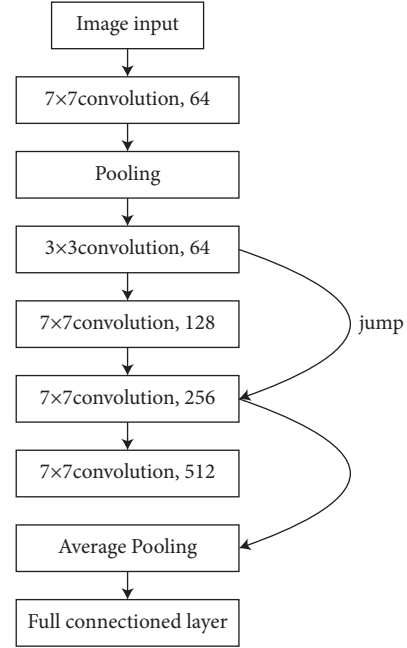 Image input
7×7convolution, 64
Pooling
3×3convolution, 64
7×7convolution, 128
jump
7×7convolution, 256
7×7convolution, 512
Average Pooling
Full connectioned layer